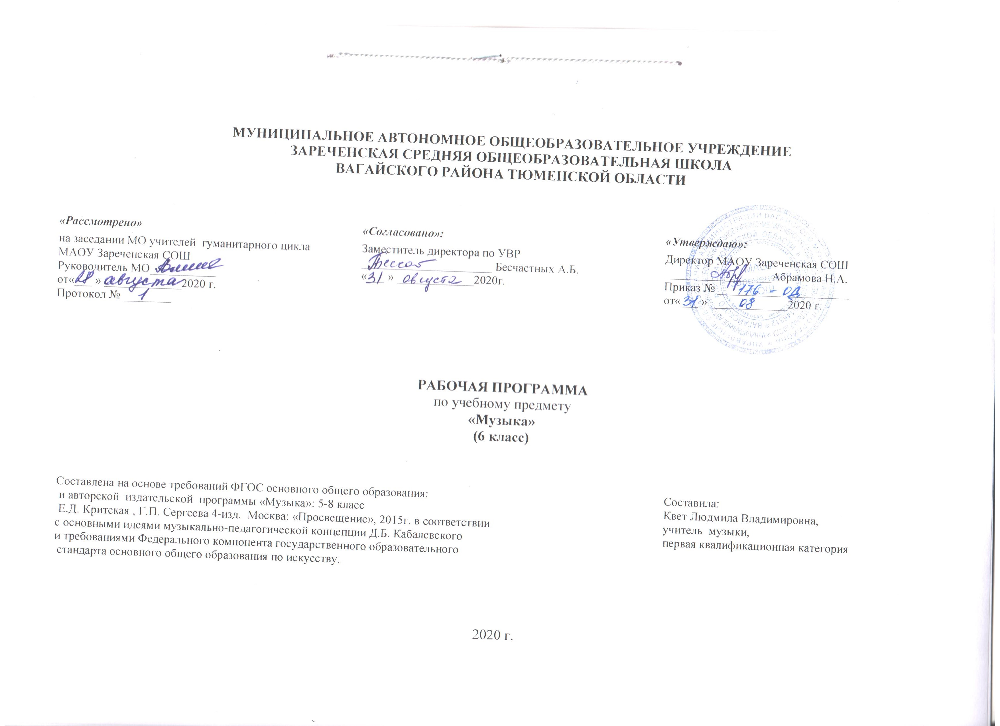 МУНИЦИПАЛЬНОЕ АВТОНОМНОЕ ОБЩЕОБРАЗОВАТЕЛЬНОЕ УЧРЕЖДЕНИЕ
ЗАРЕЧЕНСКАЯ СРЕДНЯЯ ОБЩЕОБРАЗОВАТЕЛЬНАЯ ШКОЛА
ВАГАЙСКОГО РАЙОНА ТЮМЕНСКОЙ ОБЛАСТИ
«Рассмотрено»
на заседании МО учителей гуманитарного цикла
МАОУ Зареченская СОШ
Руководитель МО
от« 28 » августа 2020 г.
Протокол № 1
«Согласовано»:
Заместитель директора по УВР
Бесчастных А.Б.
« 31 » августа 2020г.
«Утверждаю»:
Директор МАОУ Зареченская СОШ
Абрамова Н.А.
Приказ № 176 – ОД
от« 31 » 08 2020 г.
РАБОЧАЯ ПРОГРАММА
по учебному предмету
«Музыка»
(6 класс)
Составлена на основе требований ФГОС основного общего образования:
и авторской издательской программы «Музыка»: 5-8 класс
Е.Д. Критская , Г.П. Сергеева 4-изд. Москва: «Просвещение», 2015г. в соответствии
с основными идеями музыкально-педагогической концепции Д.Б. Кабалевского
и требованиями Федерального компонента государственного образовательного
стандарта основного общего образования по искусству.
Составила:
Квет Людмила Владимировна,
учитель музыки,
первая квалификационная категория
2020 г.